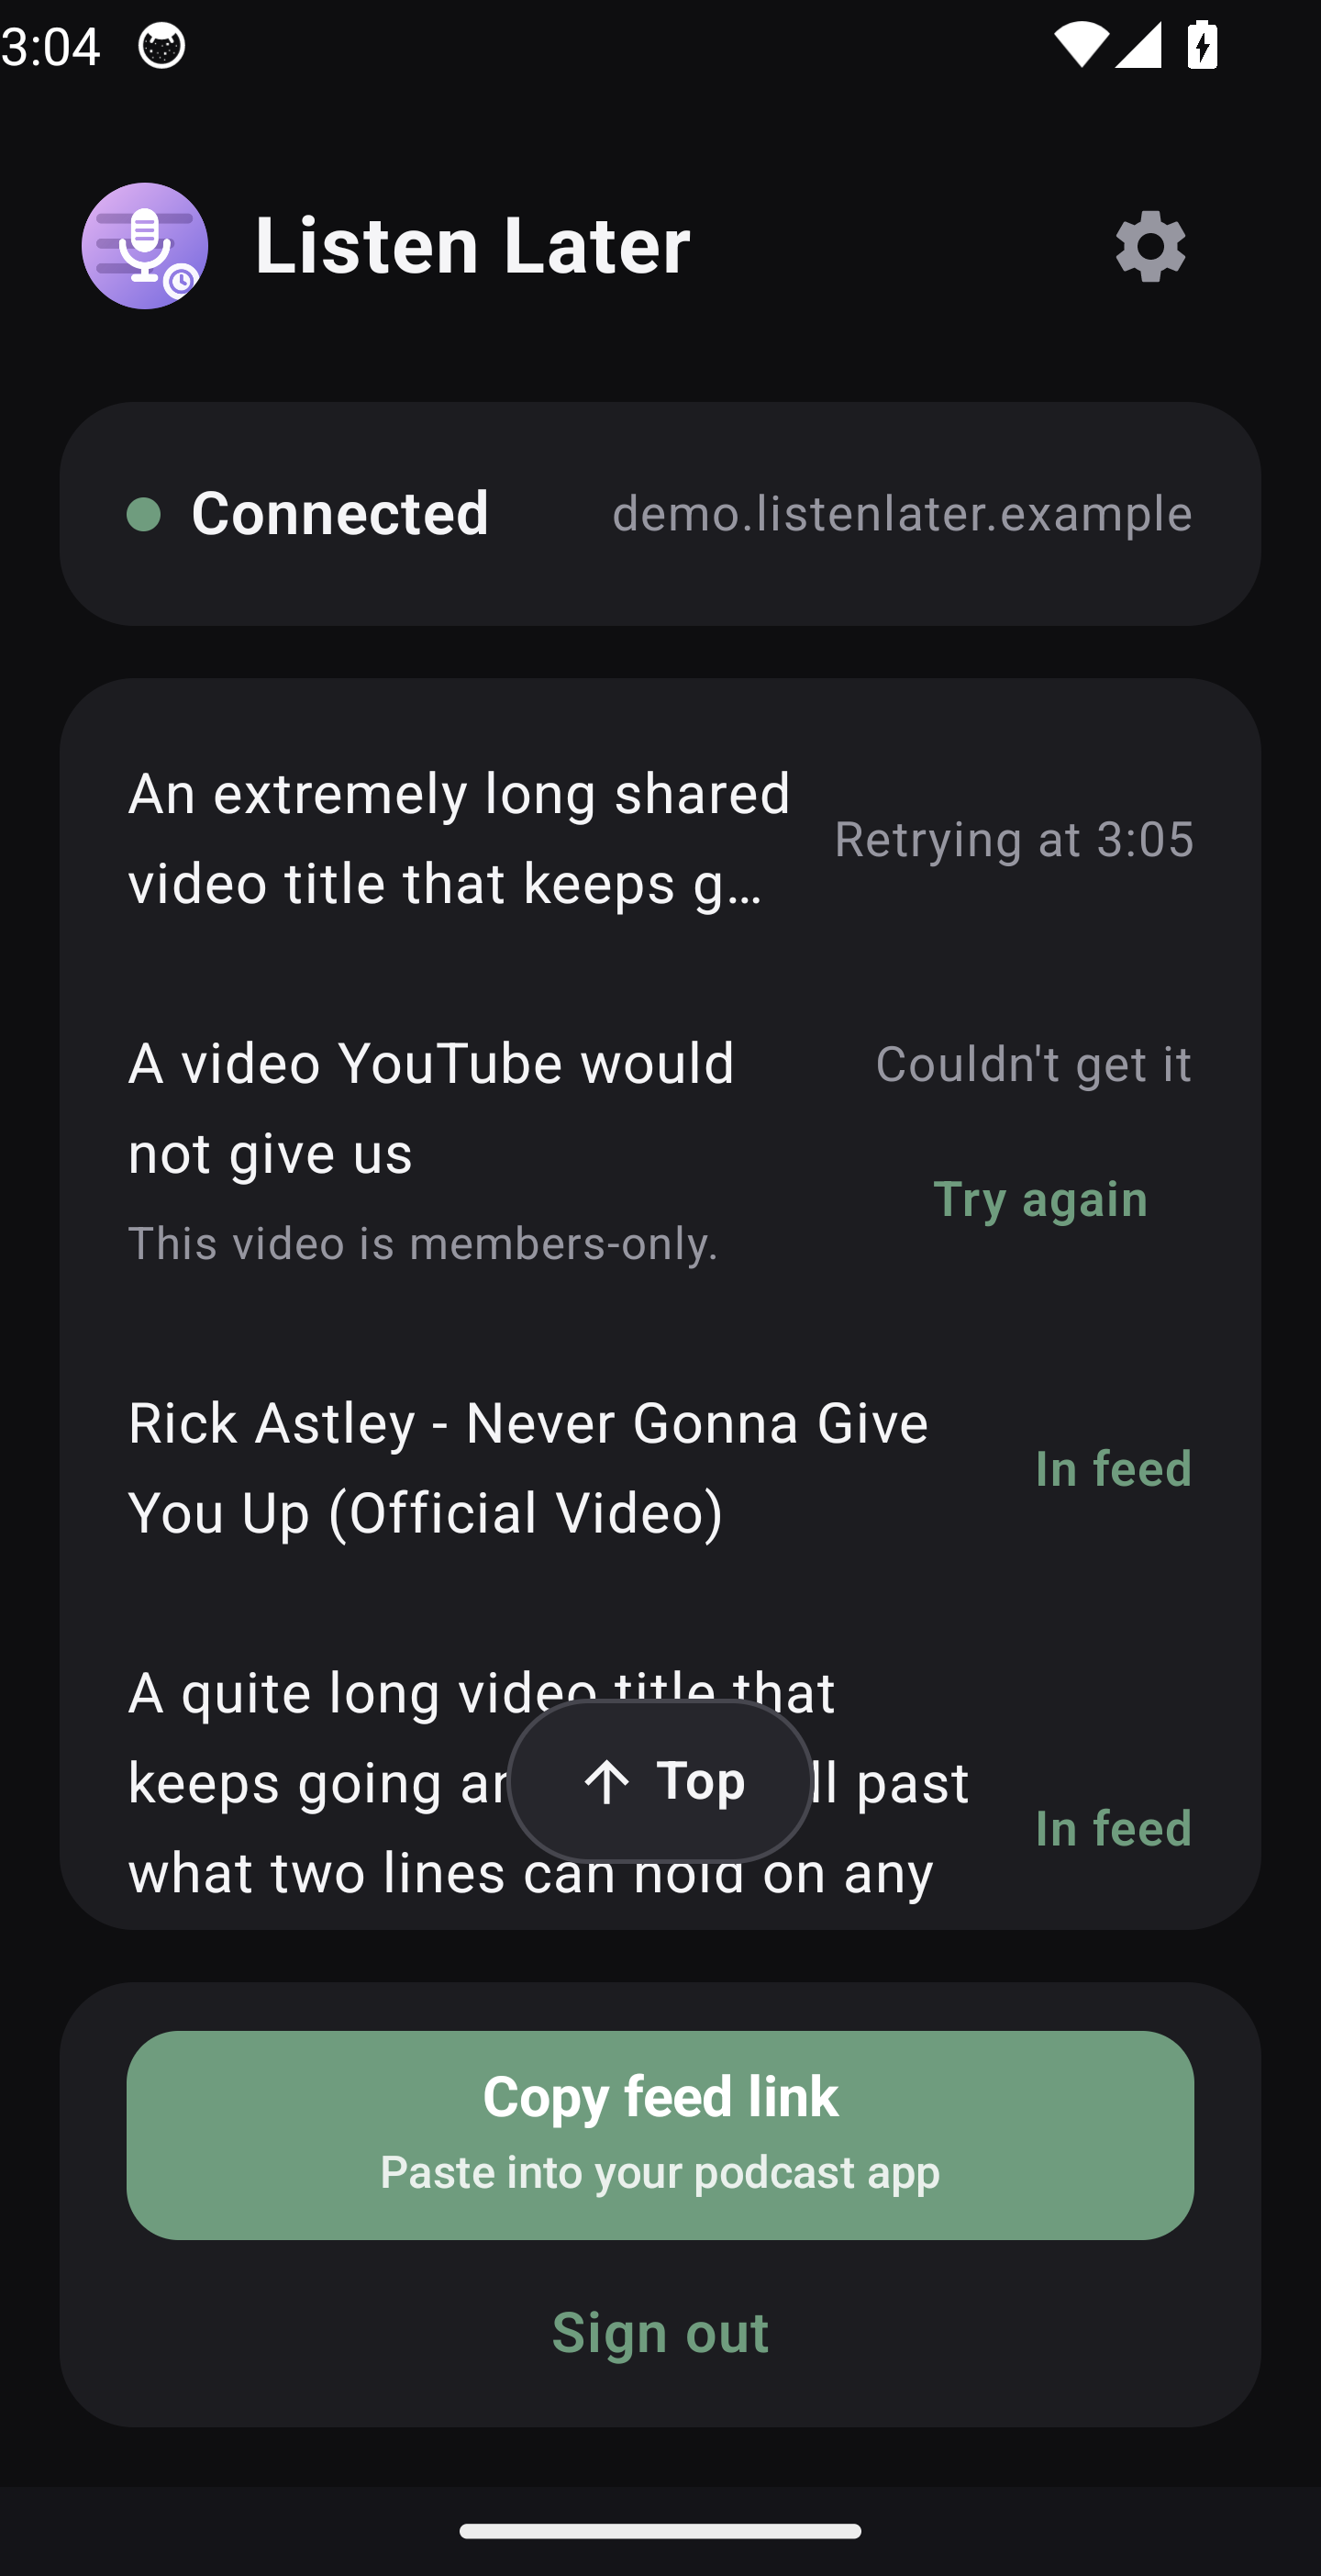 3:04
Listen Later
Connected
demo.listenlater.example
An extremely long shared
video title that keeps g…
Retrying at 3:05
A video YouTube would
not give us
This video is members-only.
Couldn't get it
Try again
Rick Astley - Never Gonna Give
You Up (Official Video)
In feed
A quite long video title that
keeps going past
what two lines can hold on any
In feed
Top
Copy feed link
Paste into your podcast app
Sign out